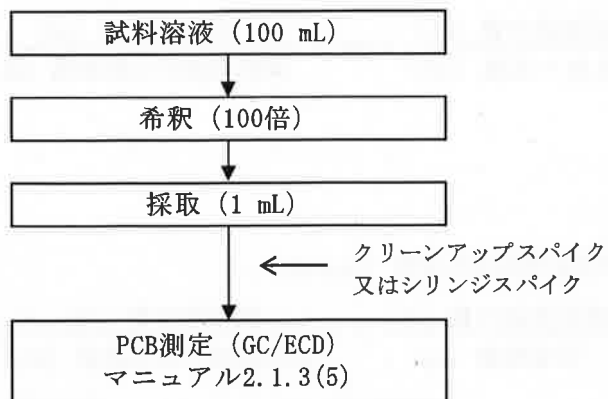 試料溶液 (100 mL)
希釈 (100倍)
採取 (1 mL)
クリーンアップスパイク
又はシリンジスパイク
PCB測定 (GC/ECD)
マニュアル2.1.3(5)